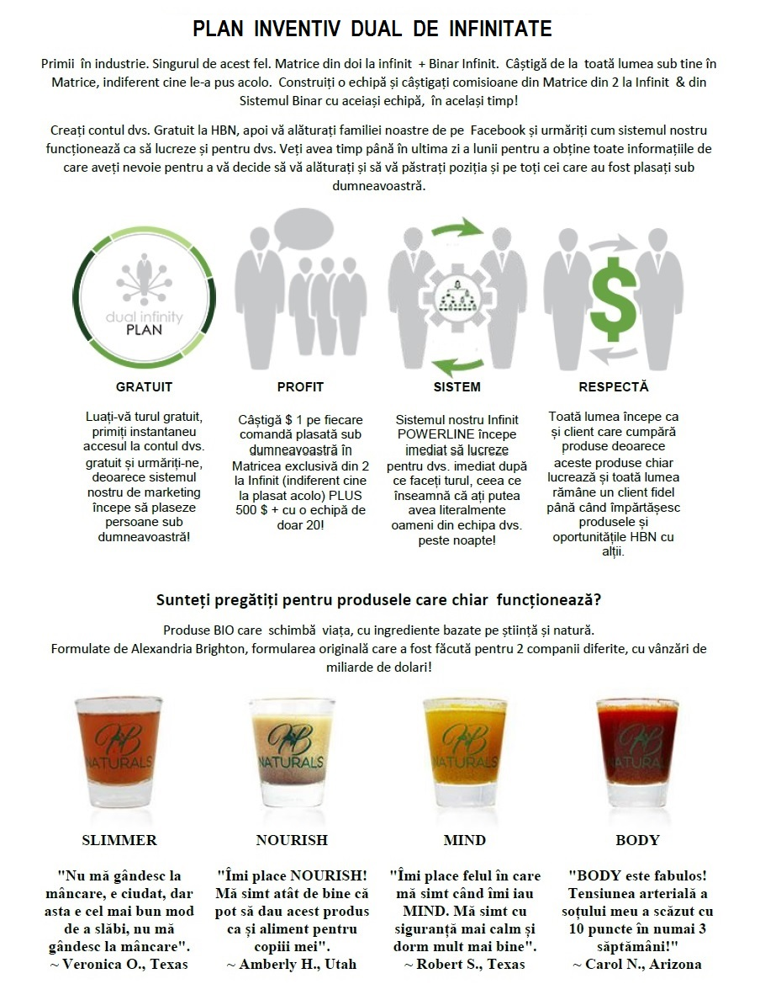 PLAN INVENTIV DUAL DE INFINITATE
Primii în industrie. Singurul de acest fel. Matrice din doi la infinit + Binar Infinit. Câștigă de la toată lumea sub tine în
Matrice, indiferent cine le-a pus acolo. Construiți o echipă și câștigați comisioane din Matrice din 2 la Infinit & din
Sistemul Binar cu aceiași echipă, în același timp!
Creați contul dvs. Gratuit la HBN, apoi vă alăturați familiei noastre de pe Facebook și urmăriți cum sistemul nostru
funcționează ca să lucreze și pentru dvs. Veți avea timp până în ultima zi a lunii pentru a obține toate informațiile de
care aveți nevoie pentru a vă decide să vă alăturați și să vă păstrați poziția și pe toți cei care au fost plasați sub
dumneavoastră.
dual infinity
PLAN
GRATUIT
Luați-vă turul gratuit,
primiți instantaneu
accesul la contul dvs.
gratuit și urmăriți-ne,
deoarece sistemul
nostru de marketing
începe să plaseze
persoane sub
dumneavoastră!
PROFIT
Câștigă $ 1 pe fiecare
comandă plasată sub
dumneavoastră în
Matricea exclusivă din 2
la Infinit (indiferent cine
la plasat acolo) PLUS
500 $ + cu o echipă de
doar 20!
SISTEM
Sistemul nostru Infinit
POWERLINE începe
imediat să lucreze
pentru dvs. imediat după
ce faceți turul, ceea ce
înseamnă că ați putea
avea literalmente
oameni din echipa dvs.
peste noapte!
RESPECTĂ
Toată lumea începe ca
și client care cumpără
produse deoarece
aceste produse chiar
lucrează și toată lumea
rămâne un client fidel
până când împărtășesc
produsele și
oportunitățile HBN cu
alții.
Sunteți pregătiți pentru produsele care chiar funcționează?
Produse BIO care schimbă viața, cu ingrediente bazate pe știință și natură.
Formulate de Alexandria Brighton, formularea originală care a fost făcută pentru 2 companii diferite, cu vânzări de
miliarde de dolari!
HB
NATURALS
HB
NATURALS
HB
NATURALS
HB
NATURALS
SLIMMER
"Nu mă gândesc la
mâncare, e ciudat, dar
asta e cel mai bun mod
de a slăbi, nu mă
gândesc la mâncare".
~ Veronica O., Texas
NOURISH
"Îmi place NOURISH!
Mă simt atât de bine că
pot să dau acest produs
ca și aliment pentru
copiii mei".
~ Amberly H., Utah
MIND
"Îmi place felul în care
mă simt când îmi iau
MIND. Mă simt cu
siguranță mai calm și
dorm mult mai bine".
~ Robert S., Texas
BODY
"BODY este fabulos!
Tensiunea arterială a
soțului meu a scăzut cu
10 puncte în numai 3
săptămâni!"
~ Carol N., Arizona